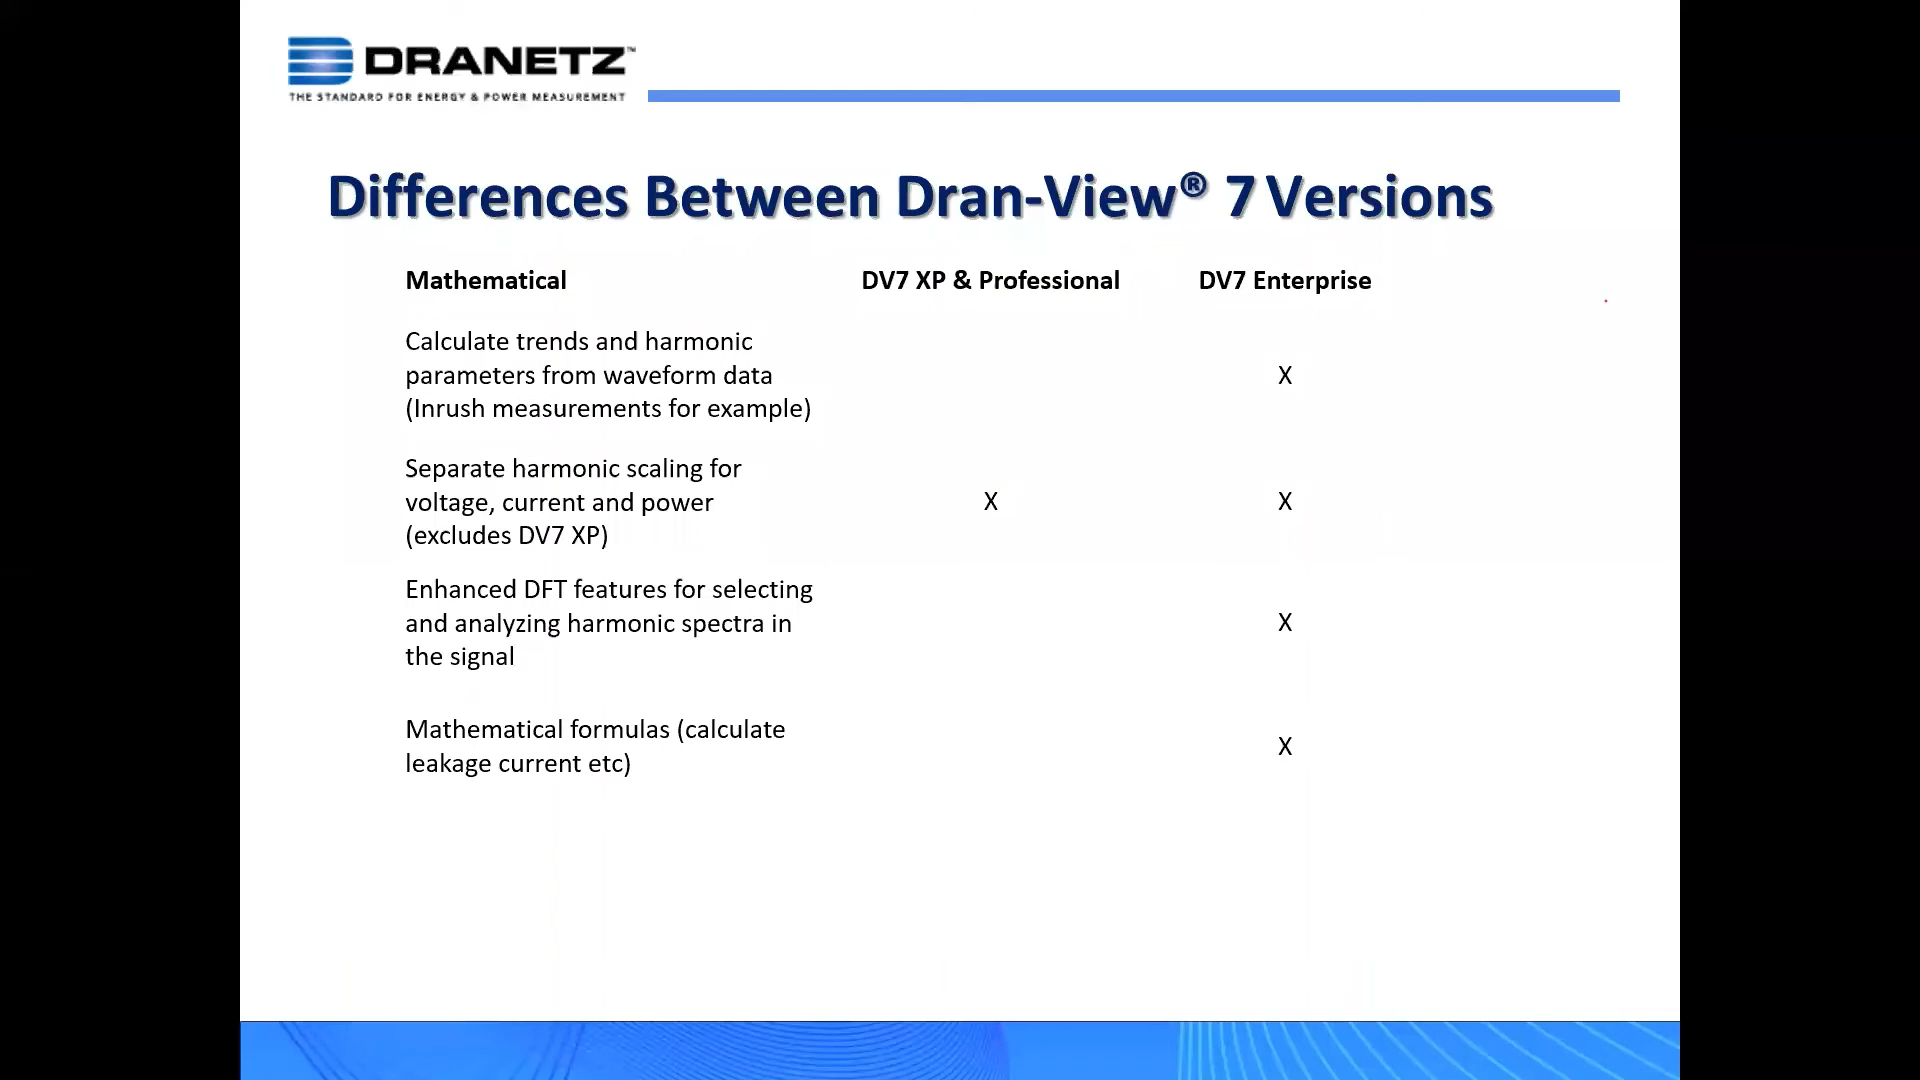 DRANETZ™
THE STANDARD FOR ENERGY & POWER MEASUREMENT
Differences Between Dran-View® 7 Versions
Mathematical DV7 XP & Professional DV7 Enterprise
Calculate trends and harmonic
parameters from waveform data X
(Inrush measurements for example)
Separate harmonic scaling for
voltage, current and power X X
(excludes DV7 XP)
Enhanced DFT features for selecting
and analyzing harmonic spectra in X
the signal
Mathematical formulas (calculate
leakage current etc) X